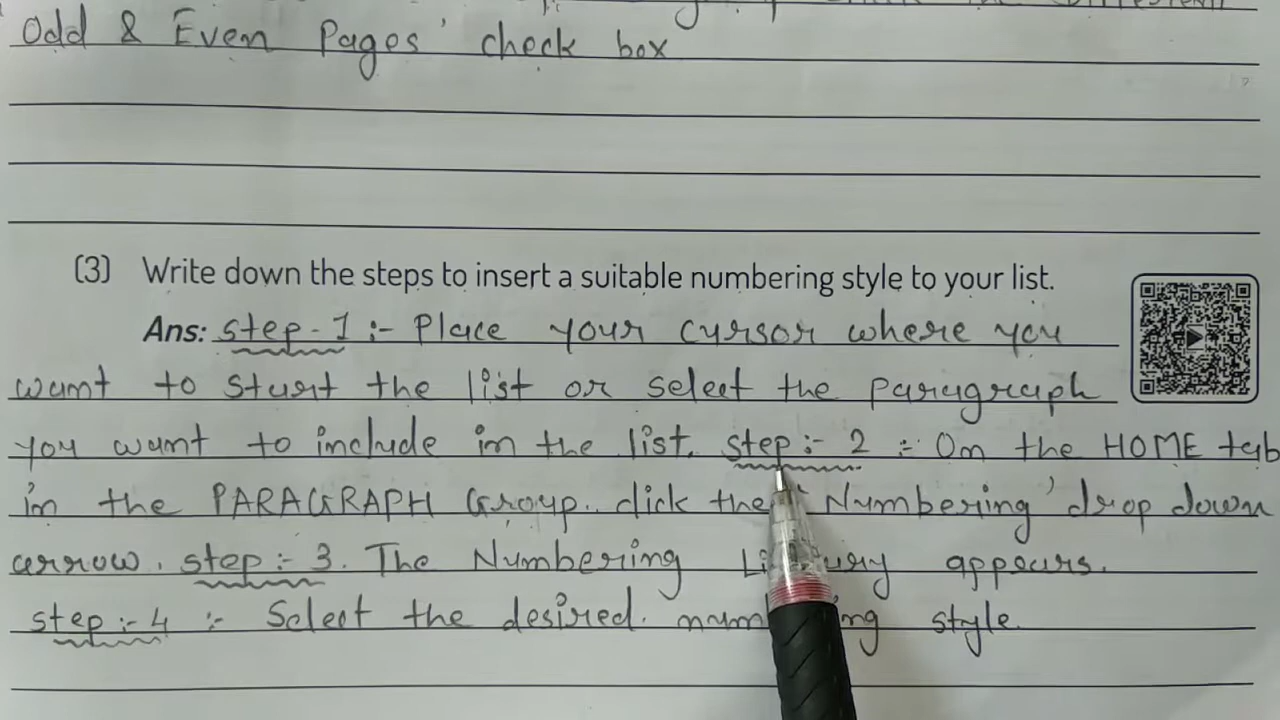 Odd & Even Pages' check box
(3) Write down the steps to insert a suitable numbering style to your list.
Ans: step-1 :- Place your cursor where you
want to start the list or select the paragraph
you want to include in the list. step:- 2 :- On the HOME tab
in the PARAGRAPH Group. click the 'Numbering' drop down
arrow. step:- 3. The Numbering appears.
step:-4 :- Select the desired. style.